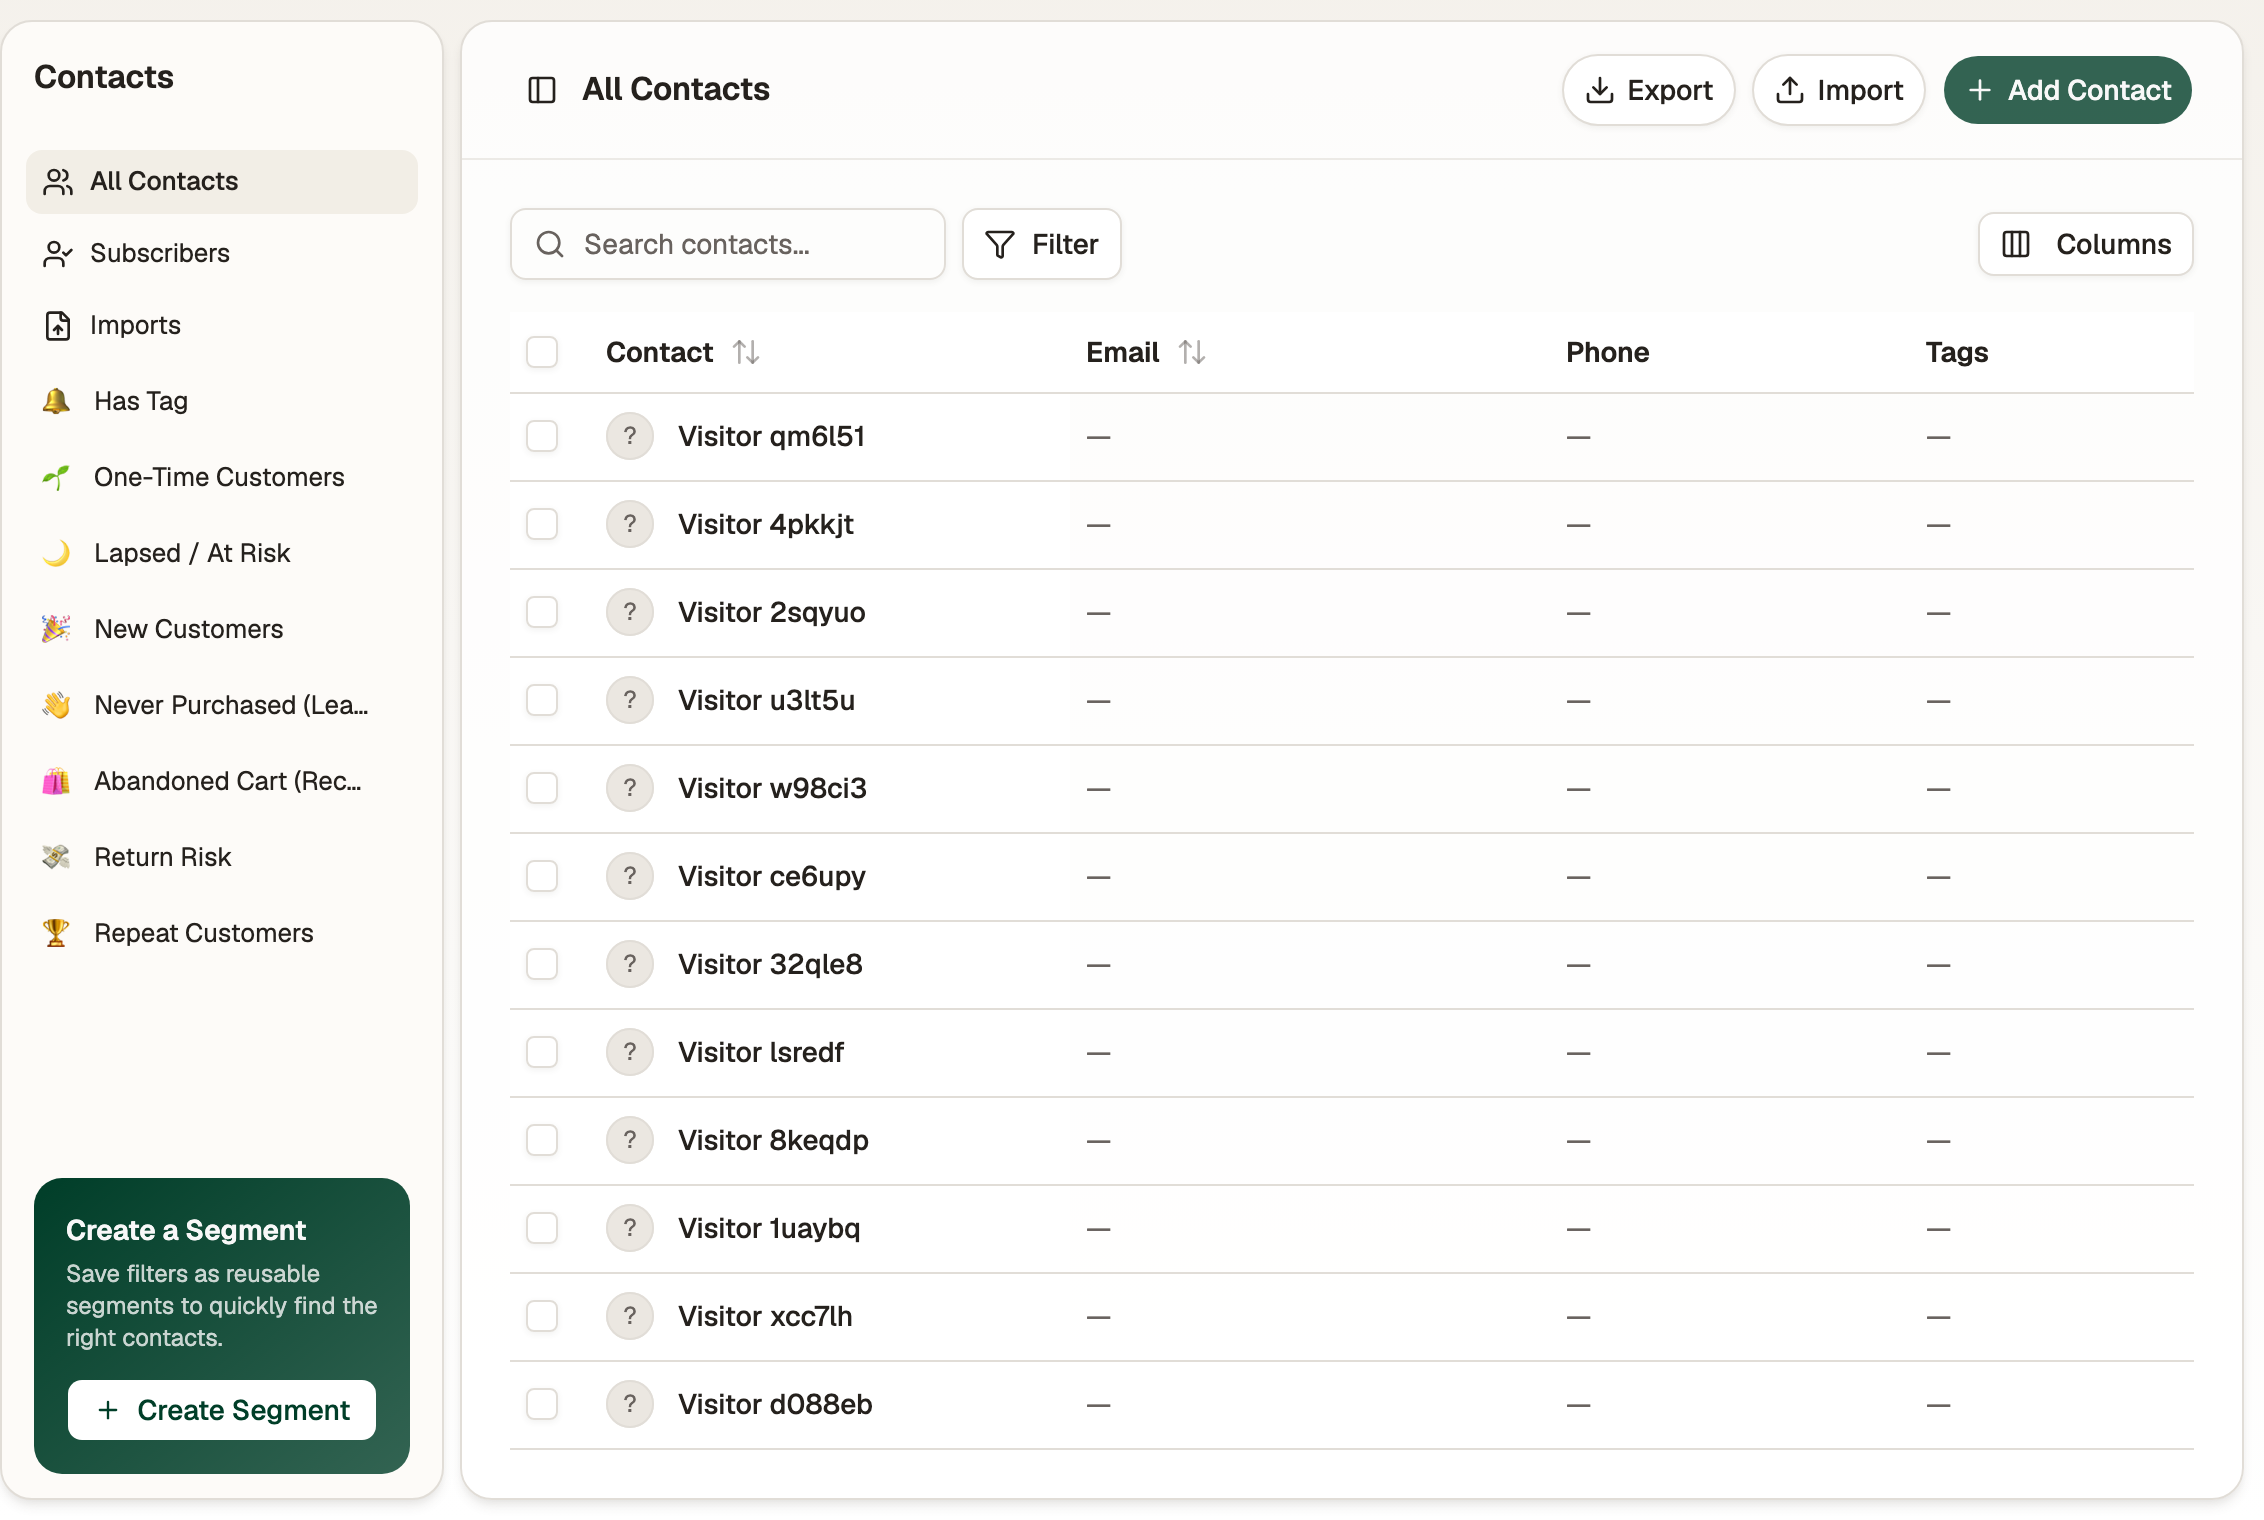 Contacts
All Contacts
Subscribers
Imports
Has Tag
One-Time Customers
Lapsed / At Risk
New Customers
Never Purchased (Lea...
Abandoned Cart (Rec...
Return Risk
Repeat Customers
Create a Segment
Save filters as reusable
segments to quickly find the
right contacts.
+ Create Segment
All Contacts
Export
Import
+ Add Contact
Search contacts...
Filter
Columns
Contact Email Phone Tags
? Visitor qm6l51 — — —
? Visitor 4pkkjt — — —
? Visitor 2sqyuo — — —
? Visitor u3lt5u — — —
? Visitor w98ci3 — — —
? Visitor ce6upy — — —
? Visitor 32qle8 — — —
? Visitor lsredf — — —
? Visitor 8keqdp — — —
? Visitor 1uaybq — — —
? Visitor xcc7lh — — —
? Visitor d088eb — — —